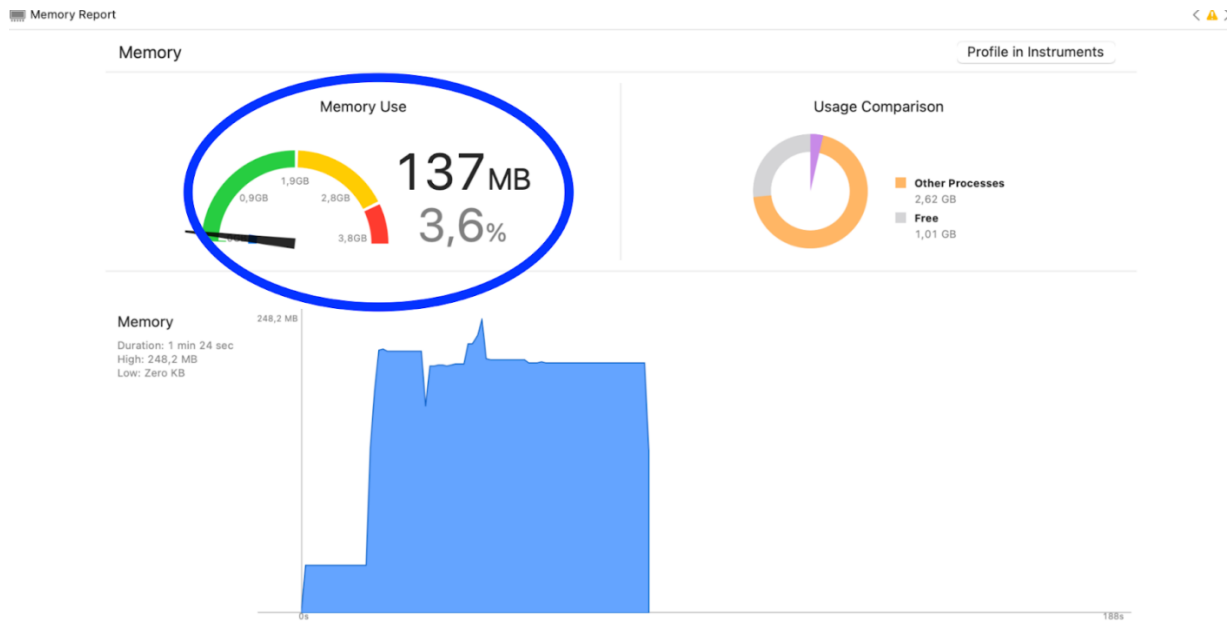 Memory Report
Memory
Profile in Instruments
Memory Use
Usage Comparison
137MB
3,6%
0,9GB
1,9GB
2,8GB
3,8GB
Other Processes
2,62 GB
Free
1,01 GB
Memory
Duration: 1 min 24 sec
High: 248,2 MB
Low: Zero KB
248,2 MB
0s
188s